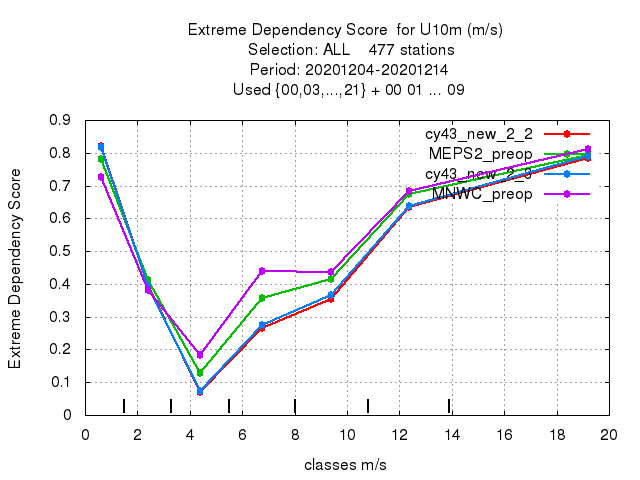 Extreme Dependency Score  for U10m (m/s)
Selection: ALL    477 stations
Period: 20201204-20201214
Used {00,03,...,21} + 00 01 ... 09
cy43_new_2_2
MEPS2_preop
cy43_new_2_3
MNWC_preop
Extreme Dependency Score
0.9
0.8
0.7
0.6
0.5
0.4
0.3
0.2
0.1
0
0 2 4 6 8 10 12 14 16 18 20
classes m/s